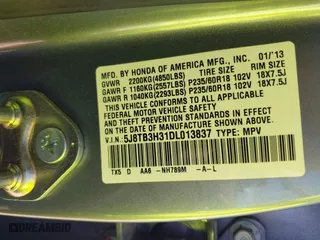 MFD. BY HONDA OF AMERICA MFG., INC. 01/'13
GVWR 2200KG(4850LBS) TIRE SIZE RIM SIZE
GAWR F 1160KG(2557LBS) P235/60R18 102V 18X7.5J
GAWR R 1040KG(2293LBS) P235/60R18 102V 18X7.5J
THIS VEHICLE CONFORMS TO ALL APPLICABLE
FEDERAL MOTOR VEHICLE SAFETY AND THEFT
PREVENTION STANDARDS IN EFFECT ON THE
DATE OF MANUFACTURE SHOWN ABOVE.
V.I.N.: 5J8TB3H31DL013837 TYPE: MPV
TX5 D AA6 -NH789M -A-L
DEALERSHIP